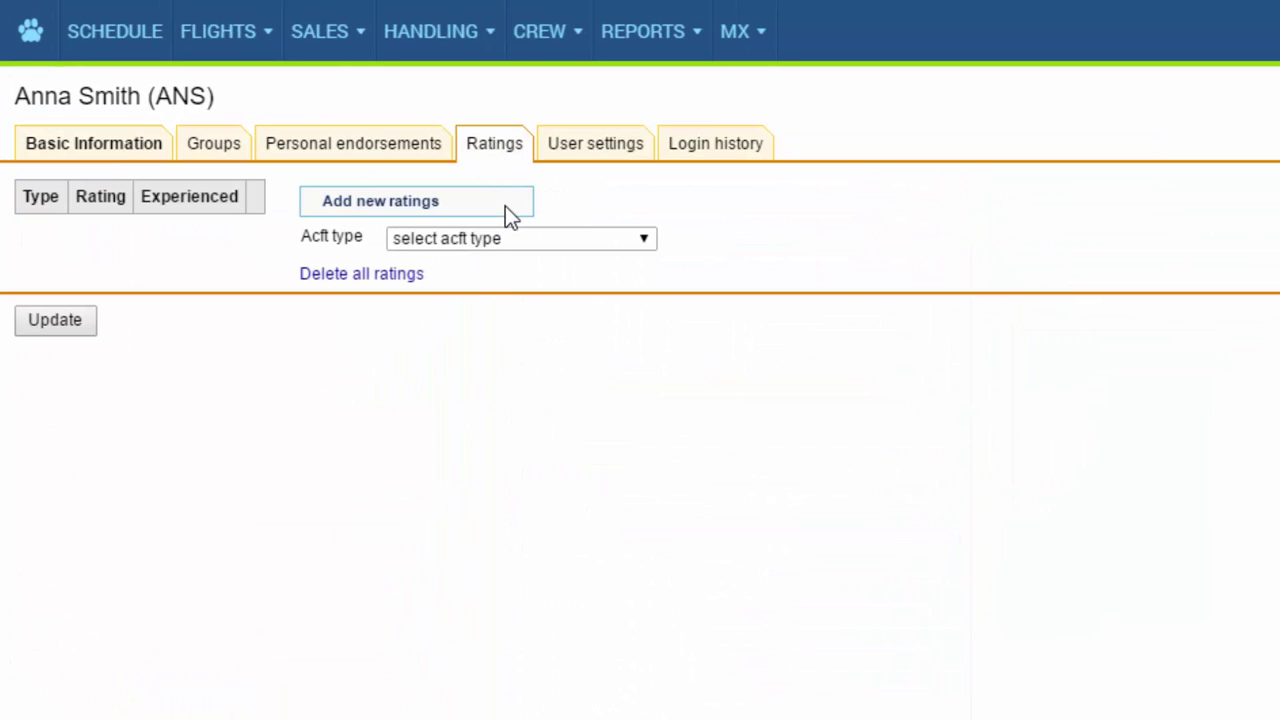 SCHEDULE FLIGHTS SALES HANDLING CREW REPORTS MX
Anna Smith (ANS)
Basic Information Groups Personal endorsements Ratings User settings Login history
Type Rating Experienced
Add new ratings
Acft type select acft type
Delete all ratings
Update